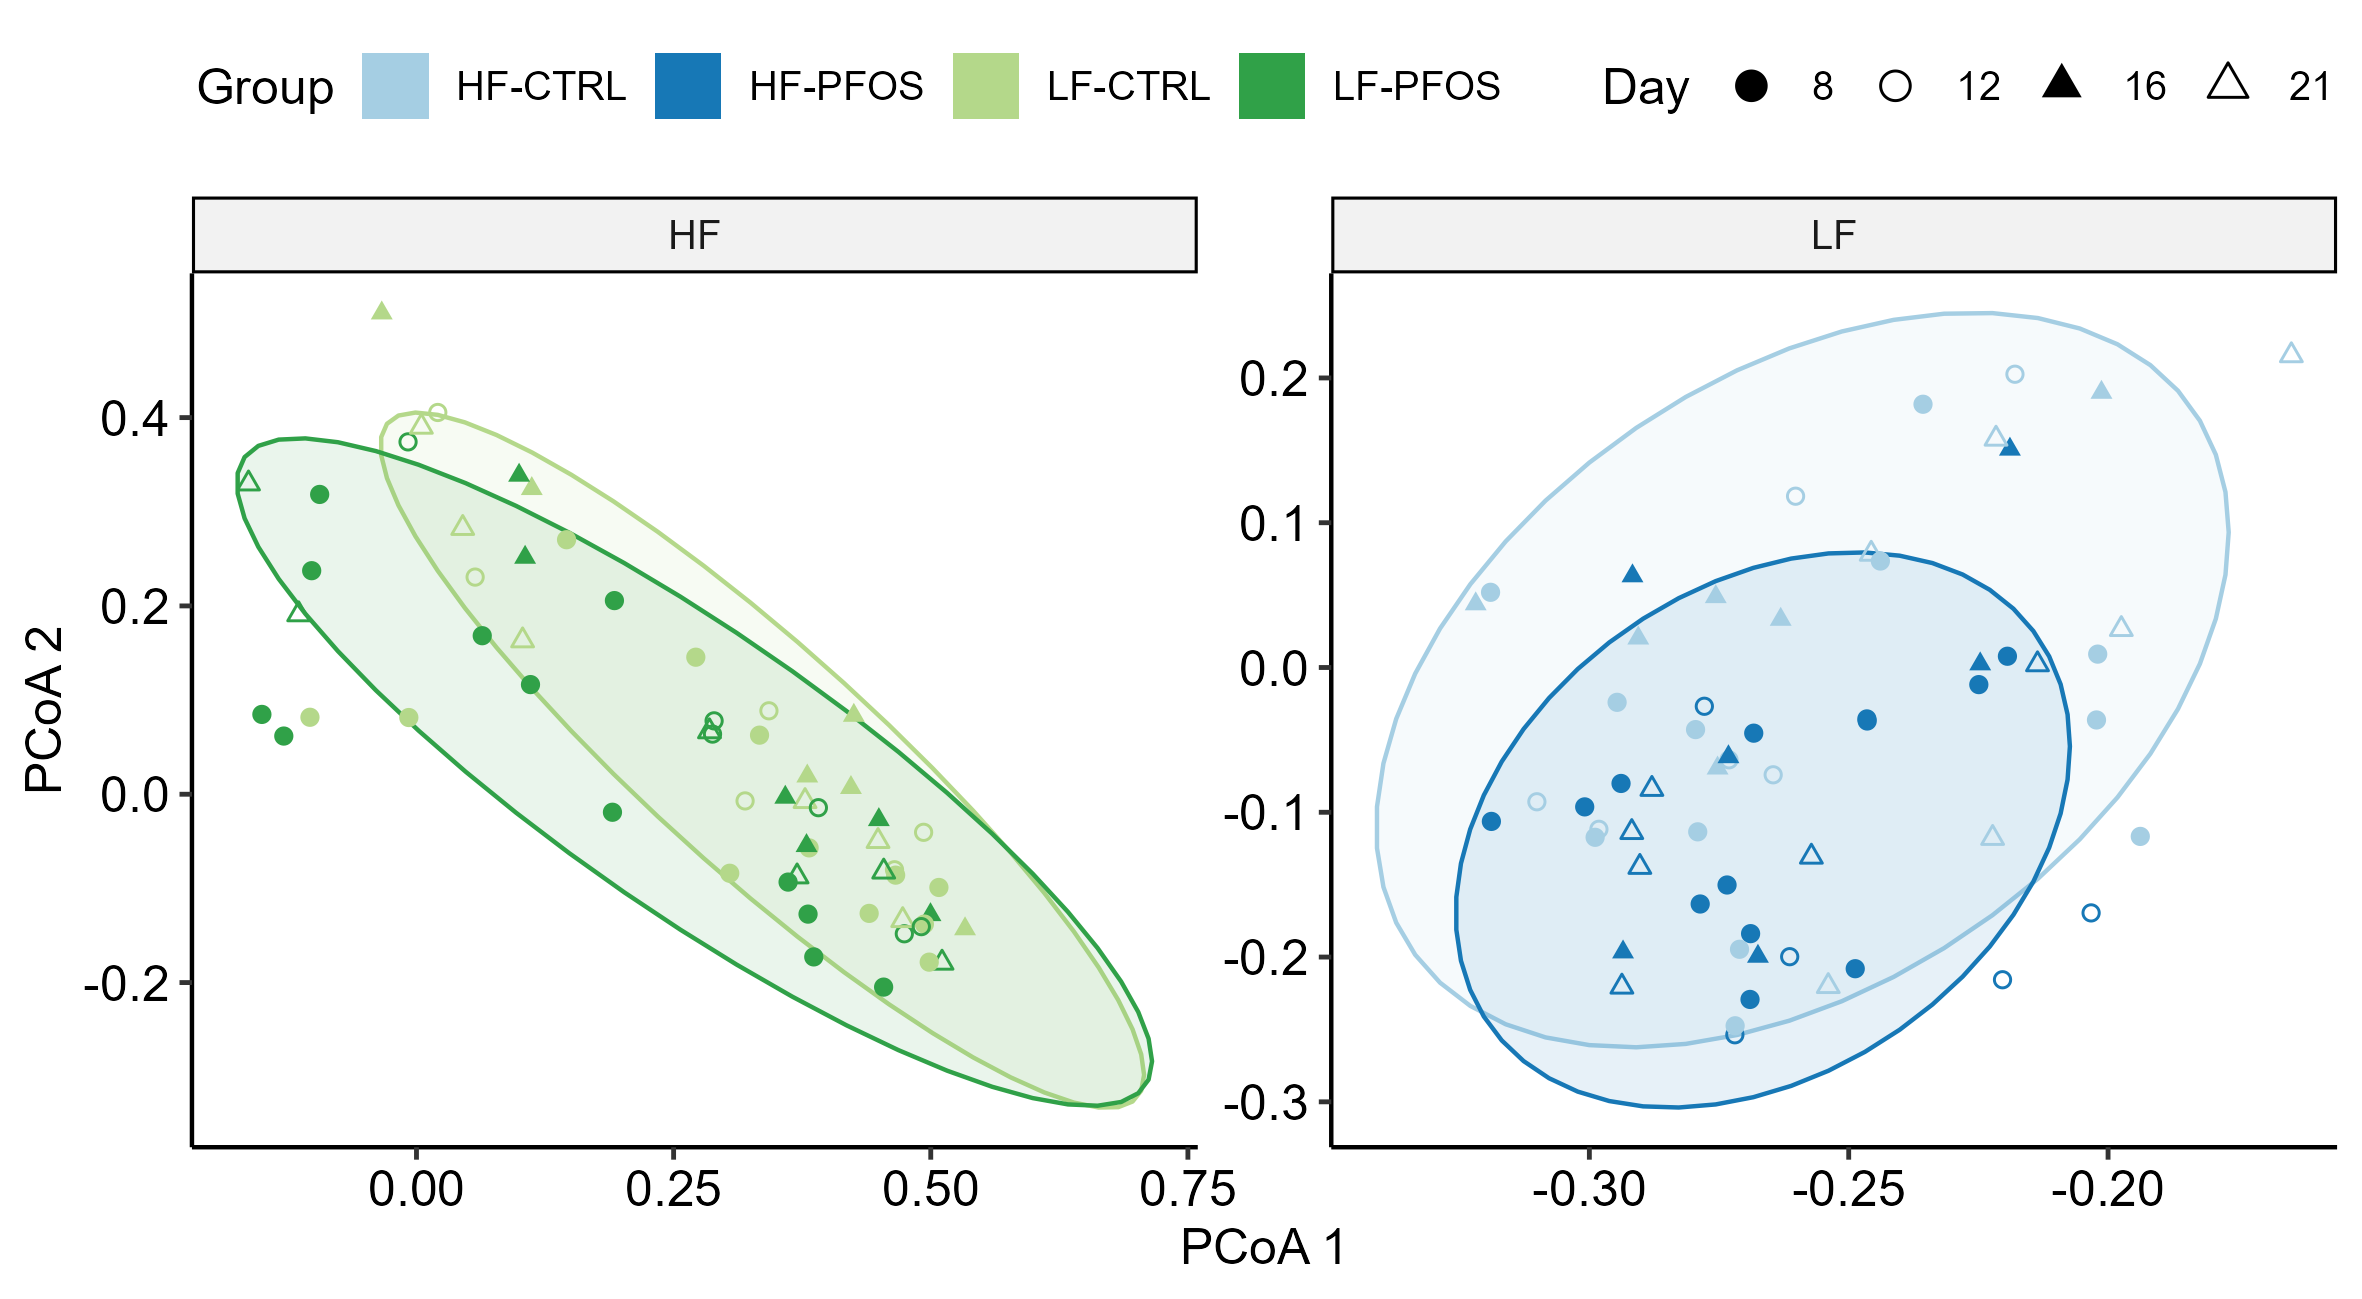 Group HF-CTRL HF-PFOS LF-CTRL LF-PFOS Day 8 12 16 21
HF LF
PCoA 2
0.4
0.2
0.0
-0.2
0.2
0.1
0.0
-0.1
-0.2
-0.3
0.00 0.25 0.50 0.75 -0.30 -0.25 -0.20
PCoA 1